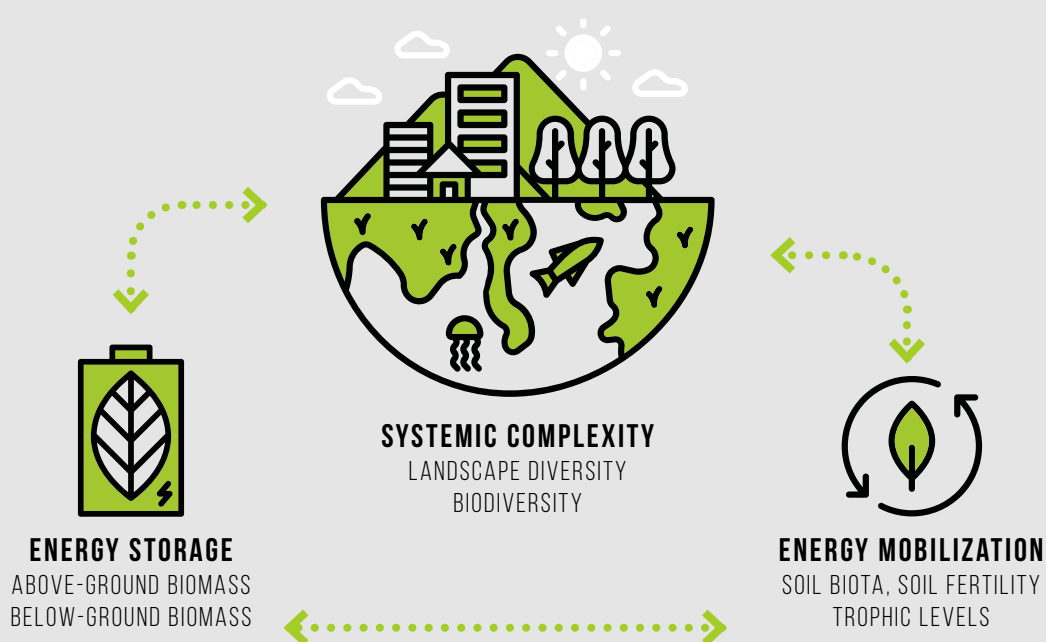 SYSTEMIC COMPLEXITY
LANDSCAPE DIVERSITY
BIODIVERSITY
ENERGY STORAGE
ABOVE-GROUND BIOMASS
BELOW-GROUND BIOMASS
ENERGY MOBILIZATION
SOIL BIOTA, SOIL FERTILITY
TROPHIC LEVELS